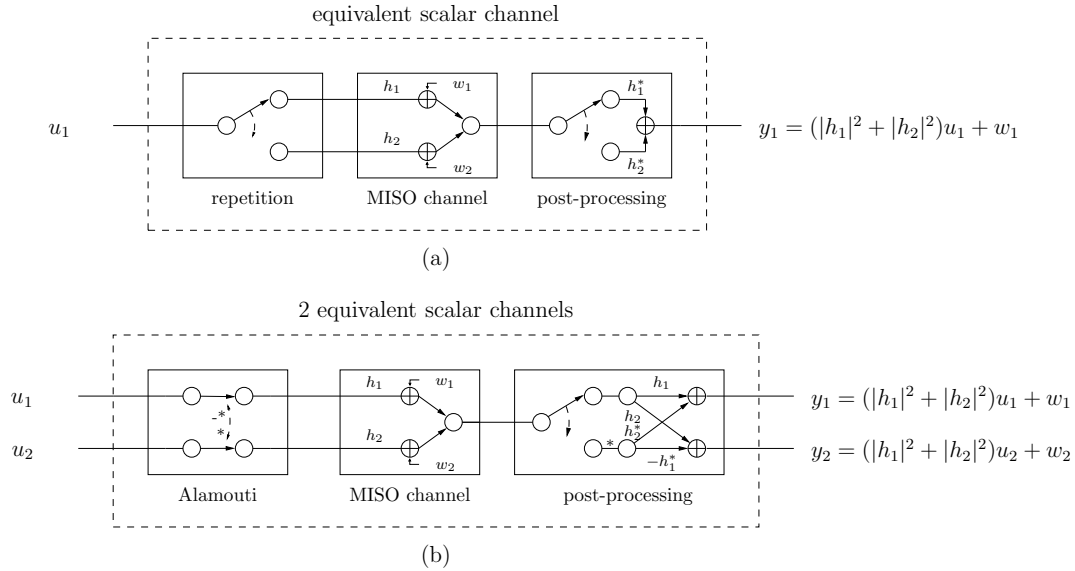 equivalent scalar channel
u₁
h₁
w₁
h₂
w₂
h₁*
h₂*
y₁ = (|h₁|² + |h₂|²)u₁ + w₁
repetition
MISO channel
post-processing
(a)
2 equivalent scalar channels
u₁
u₂
-*
*
h₁
w₁
h₂
w₂
*
h₁
h₂
h₂*
−h₁*
y₁ = (|h₁|² + |h₂|²)u₁ + w₁
y₂ = (|h₁|² + |h₂|²)u₂ + w₂
Alamouti
MISO channel
post-processing
(b)